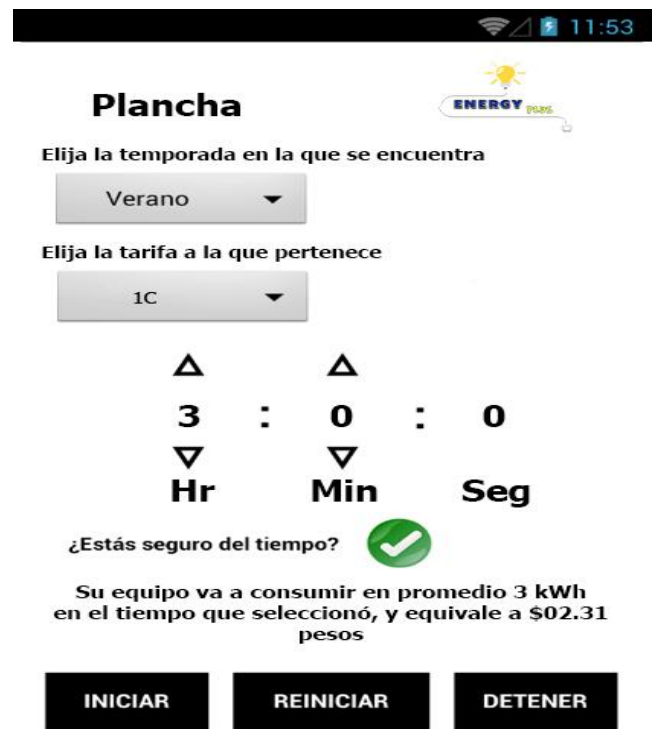 11:53
Plancha
ENERGY PLUS
Elija la temporada en la que se encuentra
Verano
Elija la tarifa a la que pertenece
1C
3 : 0 : 0
Hr Min Seg
¿Estás seguro del tiempo?
Su equipo va a consumir en promedio 3 kWh
en el tiempo que seleccionó, y equivale a $02.31
pesos
INICIAR REINICIAR DETENER